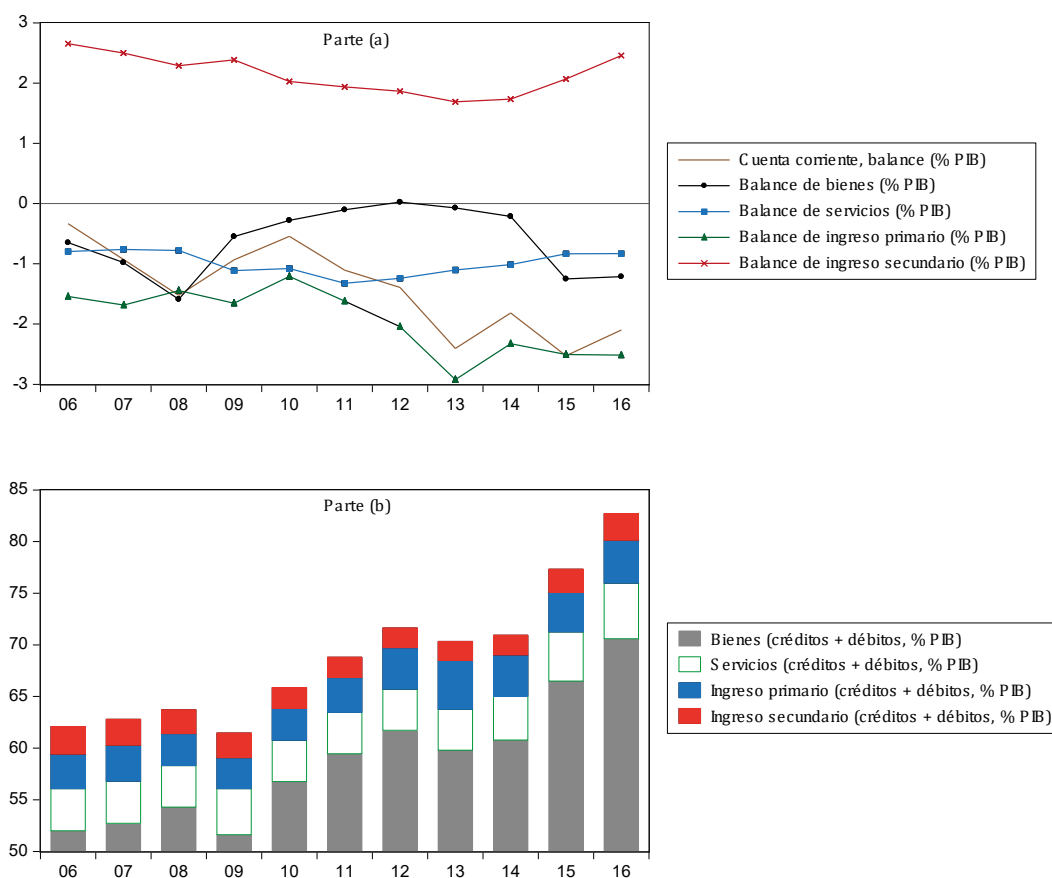 Parte (a)
3
2
1
0
-1
-2
-3
06 07 08 09 10 11 12 13 14 15 16
Cuenta corriente, balance (% PIB)
Balance de bienes (% PIB)
Balance de servicios (% PIB)
Balance de ingreso primario (% PIB)
Balance de ingreso secundario (% PIB)
Parte (b)
85
80
75
70
65
60
55
50
06 07 08 09 10 11 12 13 14 15 16
Bienes (créditos + débitos, % PIB)
Servicios (créditos + débitos, % PIB)
Ingreso primario (créditos + débitos, % PIB)
Ingreso secundario (créditos + débitos, % PIB)